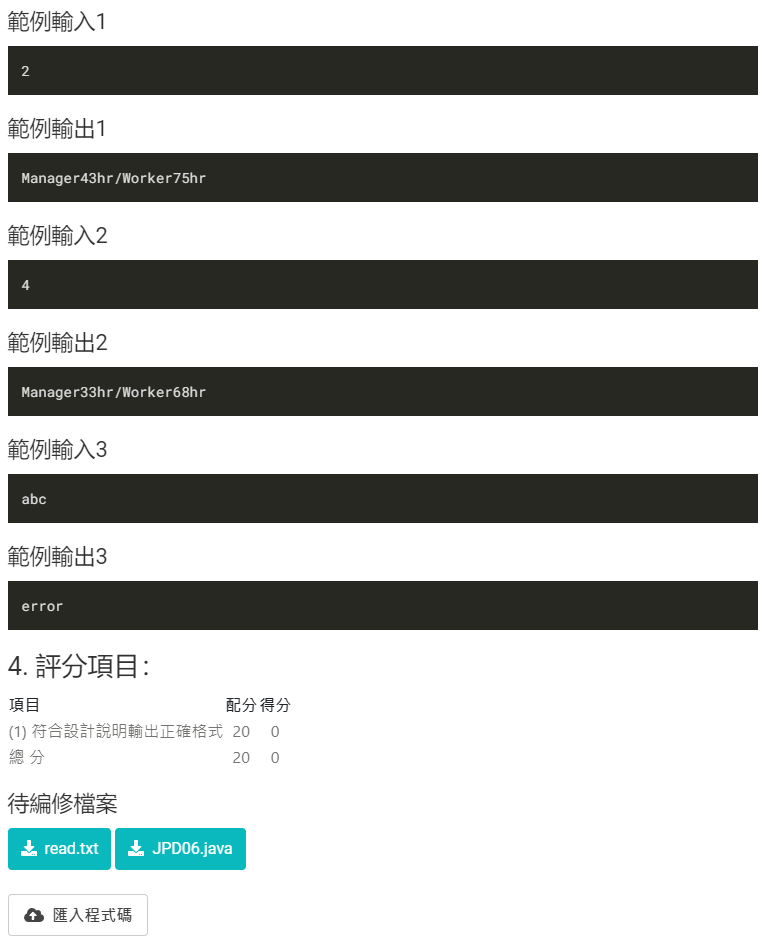 範例輸入1
2
範例輸出1
Manager43hr/Worker75hr
範例輸入2
4
範例輸出2
Manager33hr/Worker68hr
範例輸入3
abc
範例輸出3
error
4. 評分項目：
項目 配分 得分
(1) 符合設計說明輸出正確格式 20 0
總 分 20 0
待編修檔案
read.txt JPD06.java
匯入程式碼